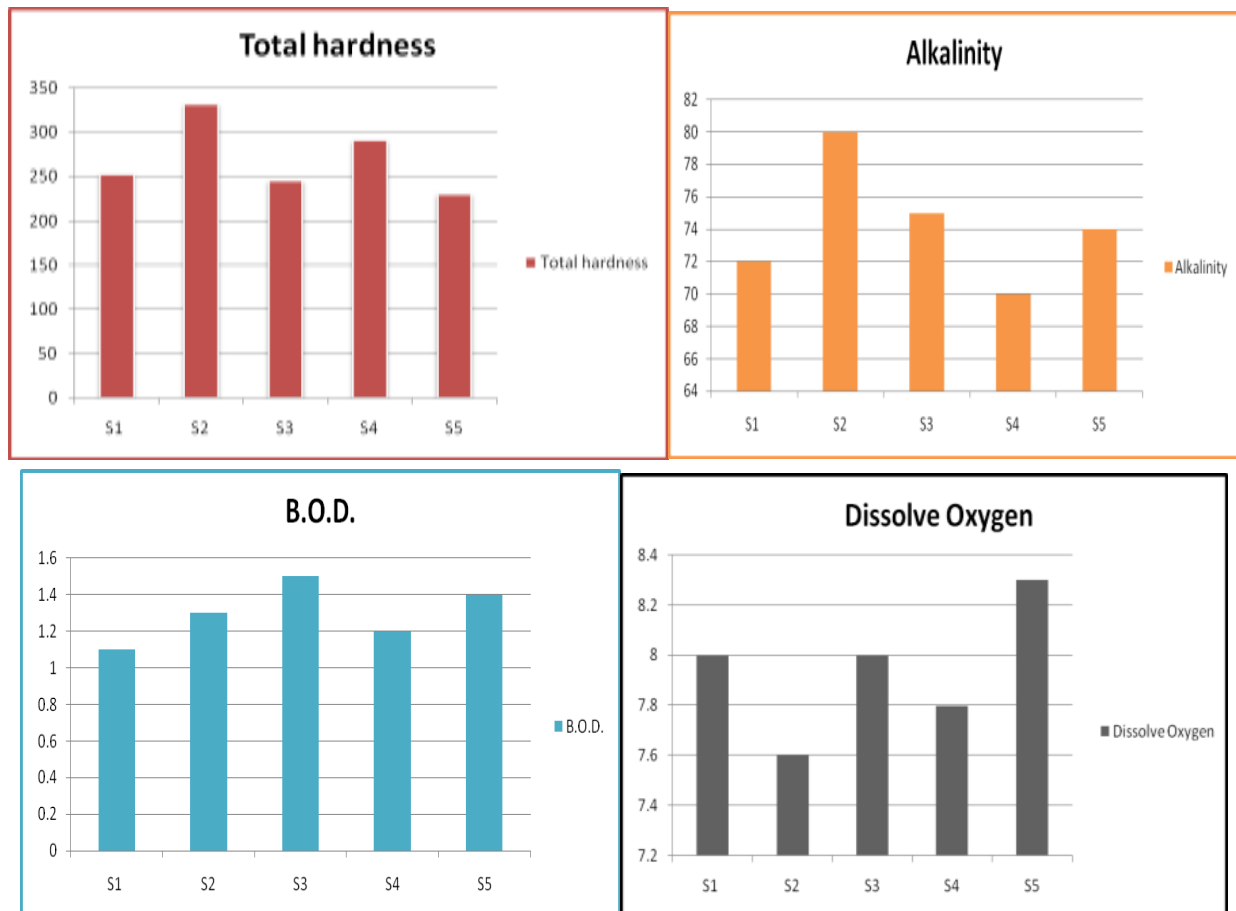 Total hardness
350
300
250
200
150
100
50
0
S1 S2 S3 S4 S5
Total hardness
Alkalinity
82
80
78
76
74
72
70
68
66
64
S1 S2 S3 S4 S5
Alkalinity
B.O.D.
1.6
1.4
1.2
1
0.8
0.6
0.4
0.2
0
S1 S2 S3 S4 S5
B.O.D.
Dissolve Oxygen
8.4
8.2
8
7.8
7.6
7.4
7.2
S1 S2 S3 S4 S5
Dissolve Oxygen